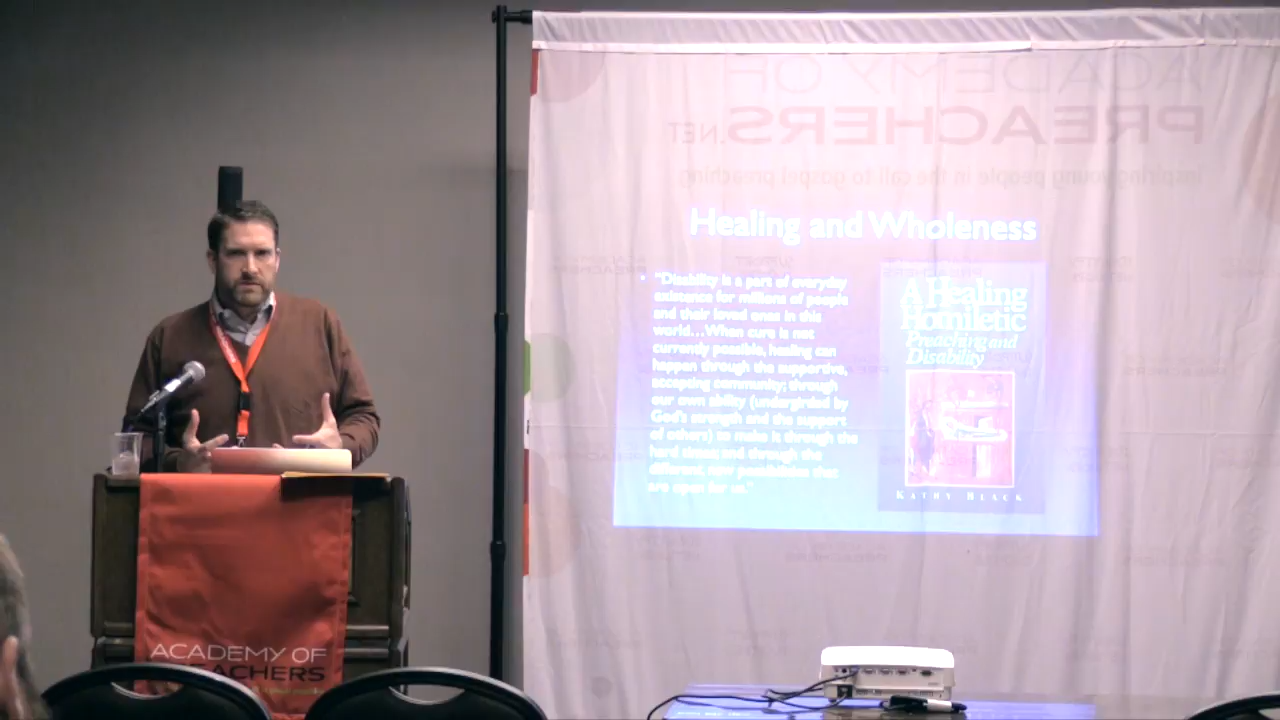 ACADEMY OF
PREACHERS.NET
inspiring young people in the call to gospel preaching
Healing and Wholeness
• "Disability is a part of everyday
existence for millions of people
and their loved ones in this
world...When cure is not
currently possible, healing can
happen through the supportive,
accepting community; through
our own ability (undergirded by
God's strength and the support
of others) to make it through the
hard times; and through the
different, new possibilities that
are open for us."
A Healing
Homiletic
Preaching and
Disability
KATHY BLACK
ACADEMY OF
PREACHERS